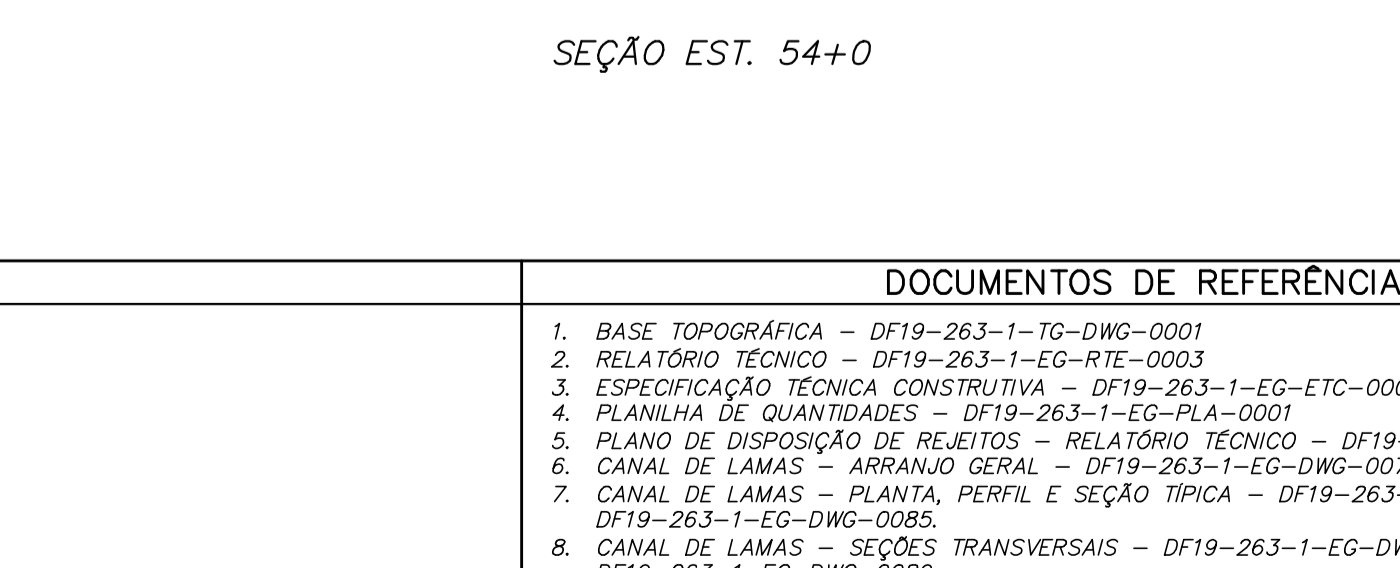 SEÇÃO EST. 54+0
DOCUMENTOS DE REFERÊNCIA
1. BASE TOPOGRÁFICA – DF19–263–1–TG–DWG–0001
2. RELATÓRIO TÉCNICO – DF19–263–1–EG–RTE–0003
3. ESPECIFICAÇÃO TÉCNICA CONSTRUTIVA – DF19–263–1–EG–ETC–00
4. PLANILHA DE QUANTIDADES – DF19–263–1–EG–PLA–0001
5. PLANO DE DISPOSIÇÃO DE REJEITOS – RELATÓRIO TÉCNICO – DF19–
6. CANAL DE LAMAS – ARRANJO GERAL – DF19–263–1–EG–DWG–007
7. CANAL DE LAMAS – PLANTA, PERFIL E SEÇÃO TÍPICA – DF19–263–
DF19–263–1–EG–DWG–0085.
8. CANAL DE LAMAS – SEÇÕES TRANSVERSAIS – DF19–263–1–EG–DW